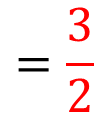 = 3/2